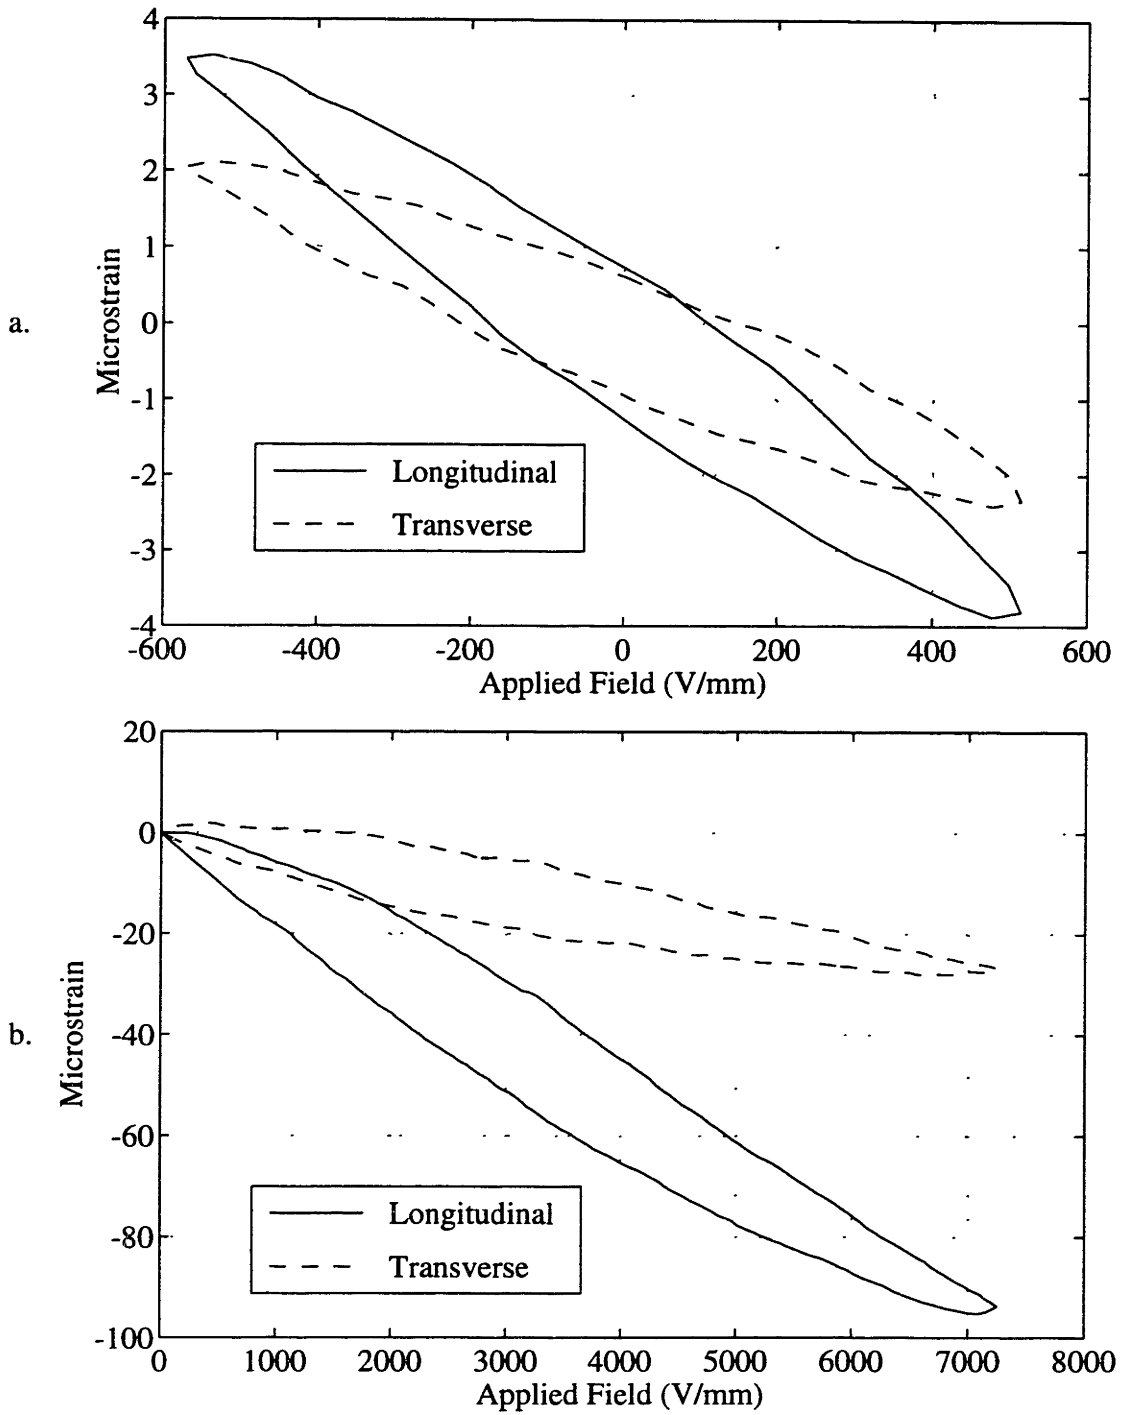 a.
Microstrain
4
3
2
1
0
-1
-2
-3
-4
Longitudinal
Transverse
-600 -400 -200 0 200 400 600
Applied Field (V/mm)
b.
Microstrain
20
0
-20
-40
-60
-80
-100
Longitudinal
Transverse
0 1000 2000 3000 4000 5000 6000 7000 8000
Applied Field (V/mm)